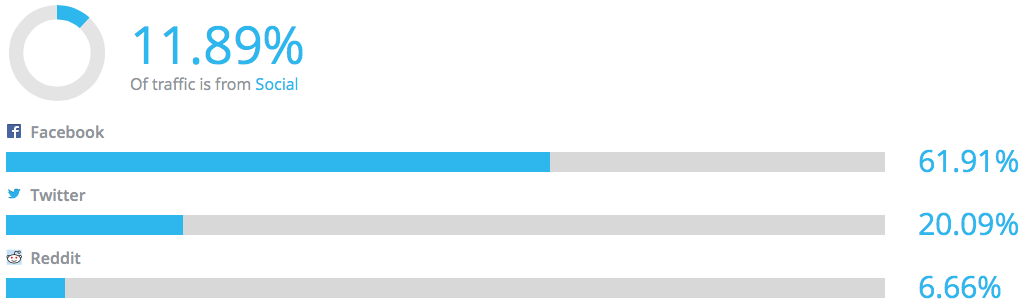 11.89%
Of traffic is from Social
Facebook
61.91%
Twitter
20.09%
Reddit
6.66%